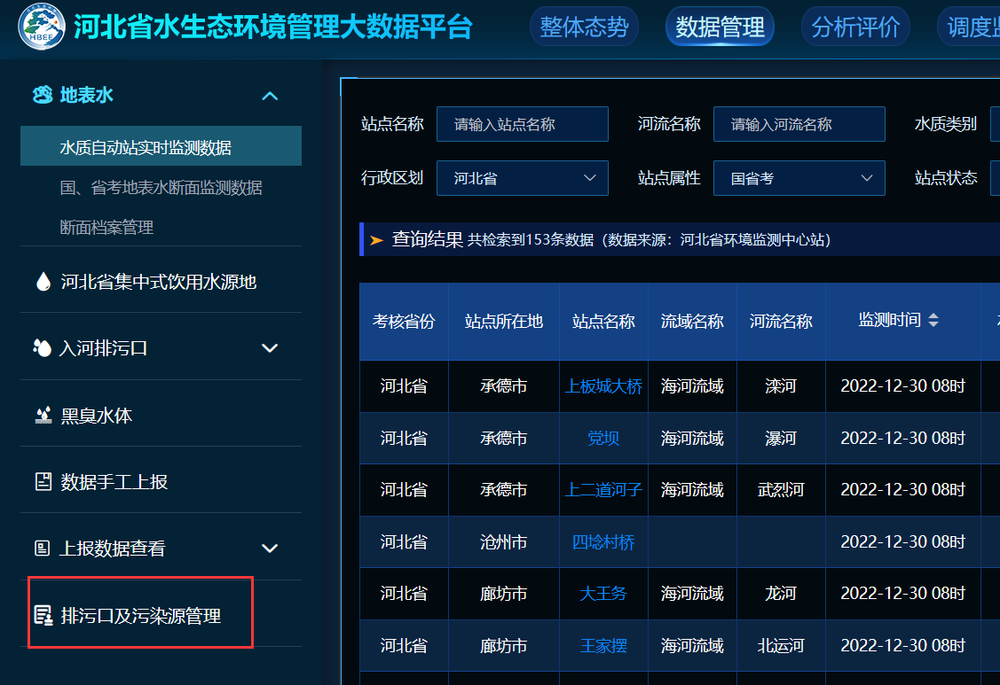 HBEE
河北省水生态环境管理大数据平台
整体态势 数据管理 分析评价 调度
地表水
水质自动站实时监测数据
国、省考地表水断面监测数据
断面档案管理
河北省集中式饮用水源地
入河排污口
黑臭水体
数据手工上报
上报数据查看
排污口及污染源管理
站点名称 请输入站点名称 河流名称 请输入河流名称 水质类别
行政区划 河北省 站点属性 国省考 站点状态
查询结果 共检索到153条数据（数据来源：河北省环境监测中心站）
考核省份 站点所在地 站点名称 流域名称 河流名称 监测时间
河北省 承德市 上板城大桥 海河流域 滦河 2022-12-30 08时
河北省 承德市 党坝 海河流域 瀑河 2022-12-30 08时
河北省 承德市 上二道河子 海河流域 武烈河 2022-12-30 08时
河北省 沧州市 四埝村桥 2022-12-30 08时
河北省 廊坊市 大王务 海河流域 龙河 2022-12-30 08时
河北省 廊坊市 王家摆 海河流域 北运河 2022-12-30 08时